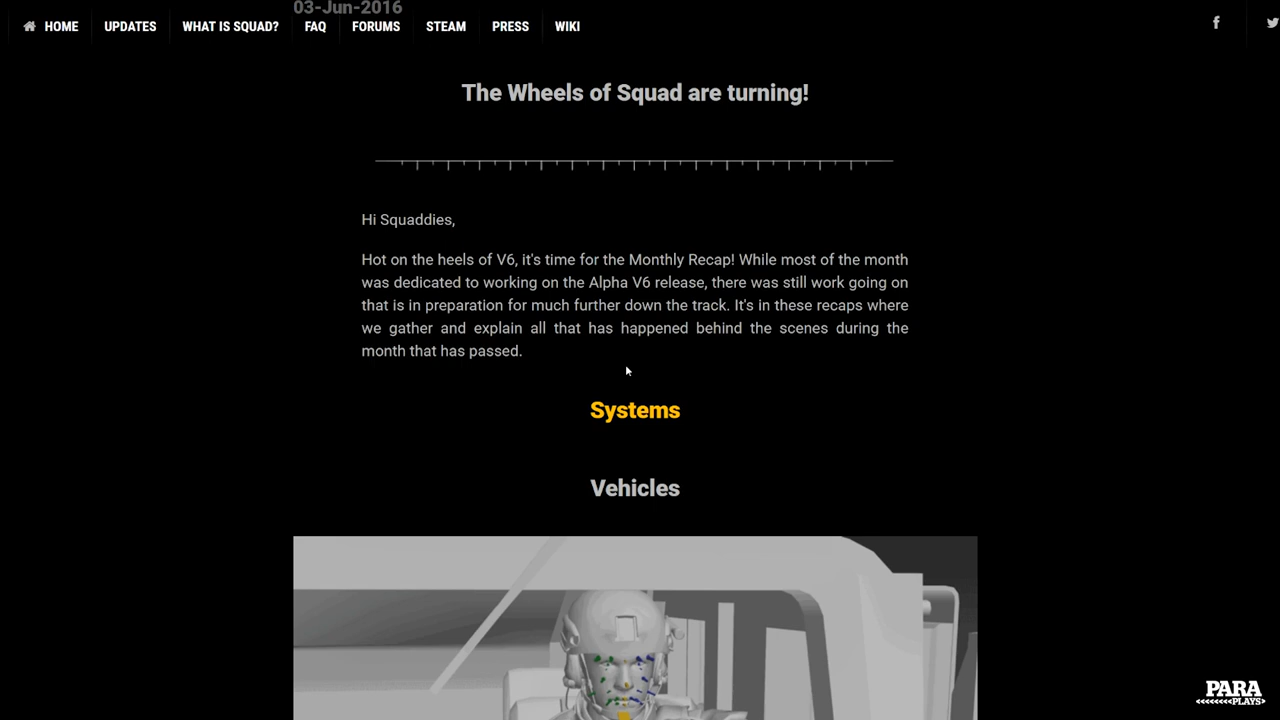 03-Jun-2016
HOME UPDATES WHAT IS SQUAD? FAQ FORUMS STEAM PRESS WIKI
The Wheels of Squad are turning!
Hi Squaddies,
Hot on the heels of V6, it's time for the Monthly Recap! While most of the month
was dedicated to working on the Alpha V6 release, there was still work going on
that is in preparation for much further down the track. It's in these recaps where
we gather and explain all that has happened behind the scenes during the
month that has passed.
Systems
Vehicles
PARA
PLAYS